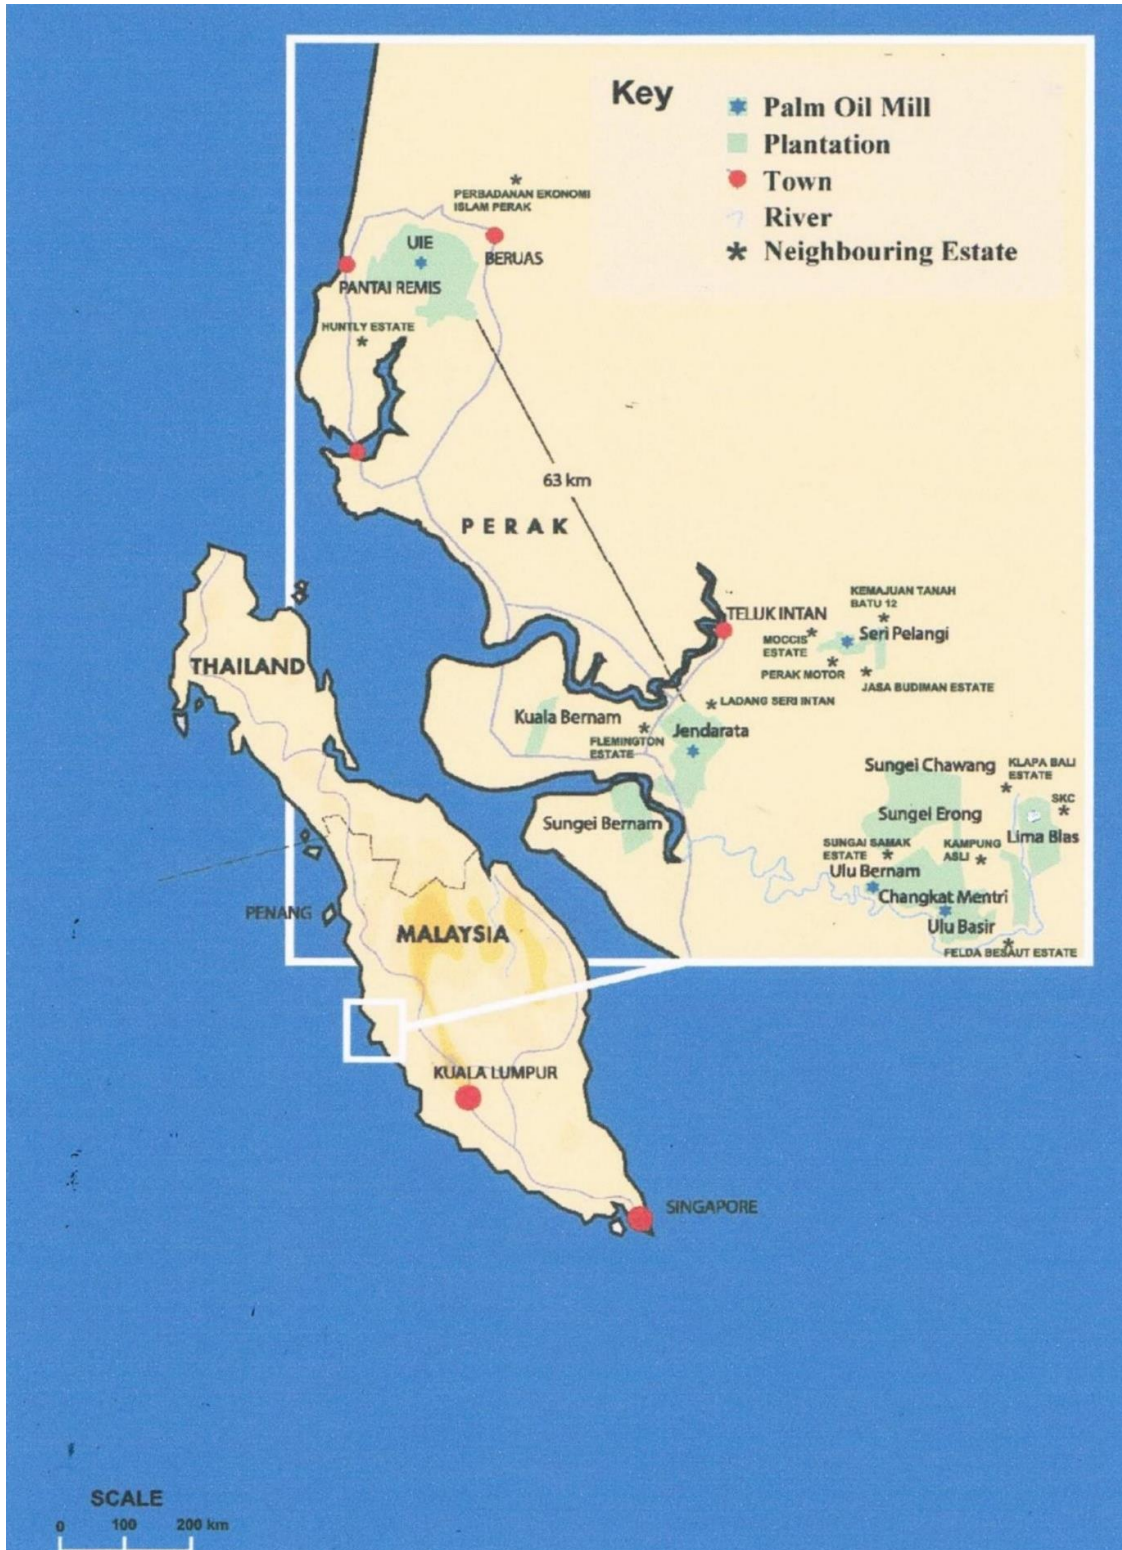 Key
Palm Oil Mill
Plantation
Town
River
Neighbouring Estate
PERBADANAN EKONOMI
ISLAM PERAK
UIE
BERUAS
PANTAI REMIS
HUNTLY ESTATE
63 km
PERAK
KEMAJUAN TANAH
BATU 12
TELUK INTAN
MOCCIS
ESTATE
Seri Pelangi
PERAK MOTOR
JASA BUDIMAN ESTATE
THAILAND
LADANG SERI INTAN
Kuala Bernam
FLEMINGTON
ESTATE
Jendarata
Sungei Chawang
KLAPA BALI
ESTATE
SKC
Sungei Erong
Sungei Bernam
Lima Blas
SUNGAI SAMAK
ESTATE
KAMPUNG
ASLI
Ulu Bernam
Changkat Mentri
Ulu Basir
FELDA BESAUT ESTATE
PENANG
MALAYSIA
KUALA LUMPUR
SINGAPORE
SCALE
0 100 200 km